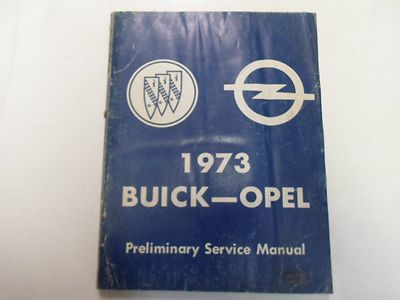 1973
BUICK—OPEL
Preliminary Service Manual